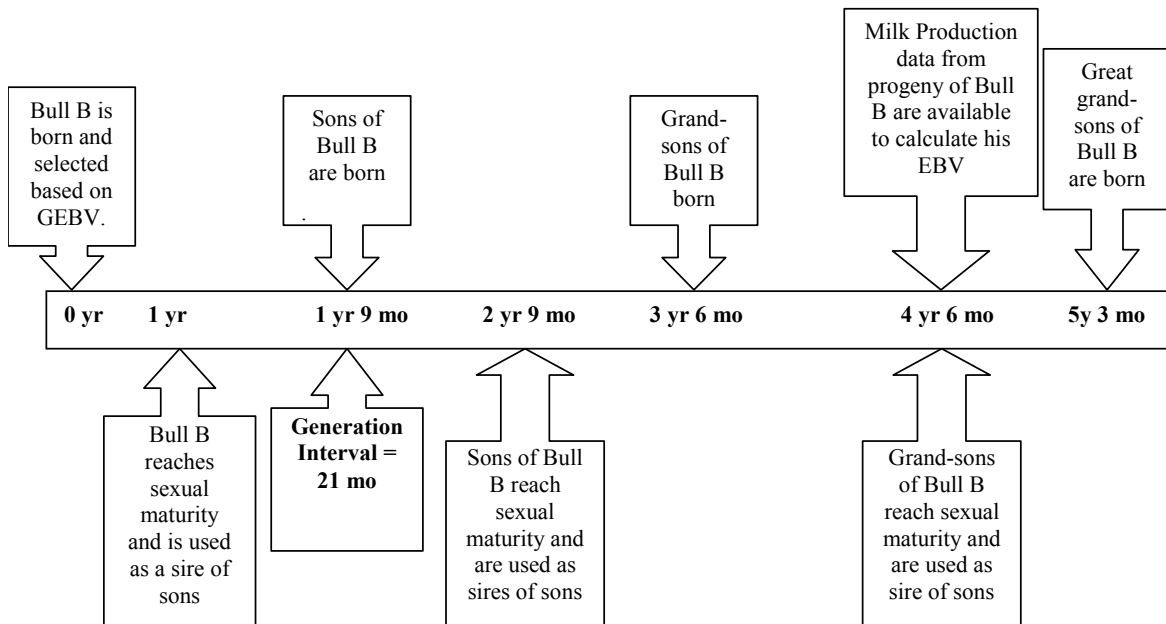 Bull B is
born and
selected
based on
GEBV.
Sons of
Bull B
are born
.
Grand-
sons of
Bull B
born
Milk Production
data from
progeny of Bull
B are available
to calculate his
EBV
Great
grand-
sons of
Bull B
are born
0 yr 1 yr 1 yr 9 mo 2 yr 9 mo 3 yr 6 mo 4 yr 6 mo 5y 3 mo
Bull B
reaches
sexual
maturity
and is used
as a sire of
sons
Generation
Interval =
21 mo
Sons of Bull
B reach
sexual
maturity and
are used as
sires of sons
Grand-sons
of Bull B
reach sexual
maturity and
are used as
sire of sons